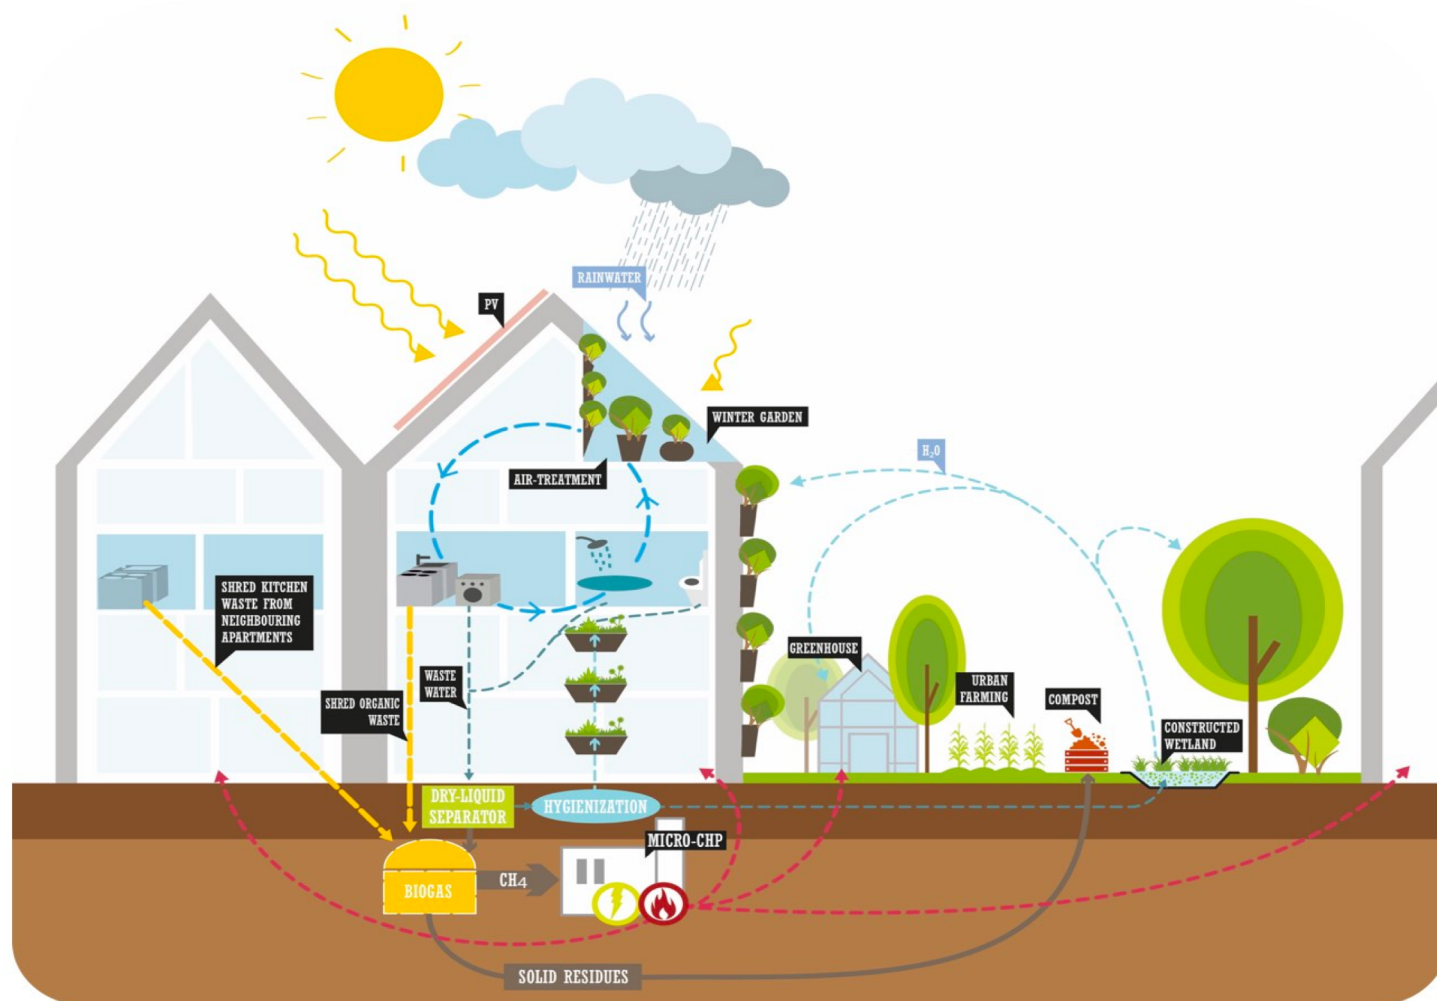 RAINWATER
PV
WINTER GARDEN
H₂O
AIR-TREATMENT
SHRED KITCHEN
WASTE FROM
NEIGHBOURING
APARTMENTS
GREENHOUSE
WASTE
WATER
URBAN
FARMING
SHRED ORGANIC
WASTE
COMPOST
CONSTRUCTED
WETLAND
DRY-LIQUID
SEPARATOR
HYGIENIZATION
MICRO-CHP
BIOGAS
CH4
SOLID RESIDUES